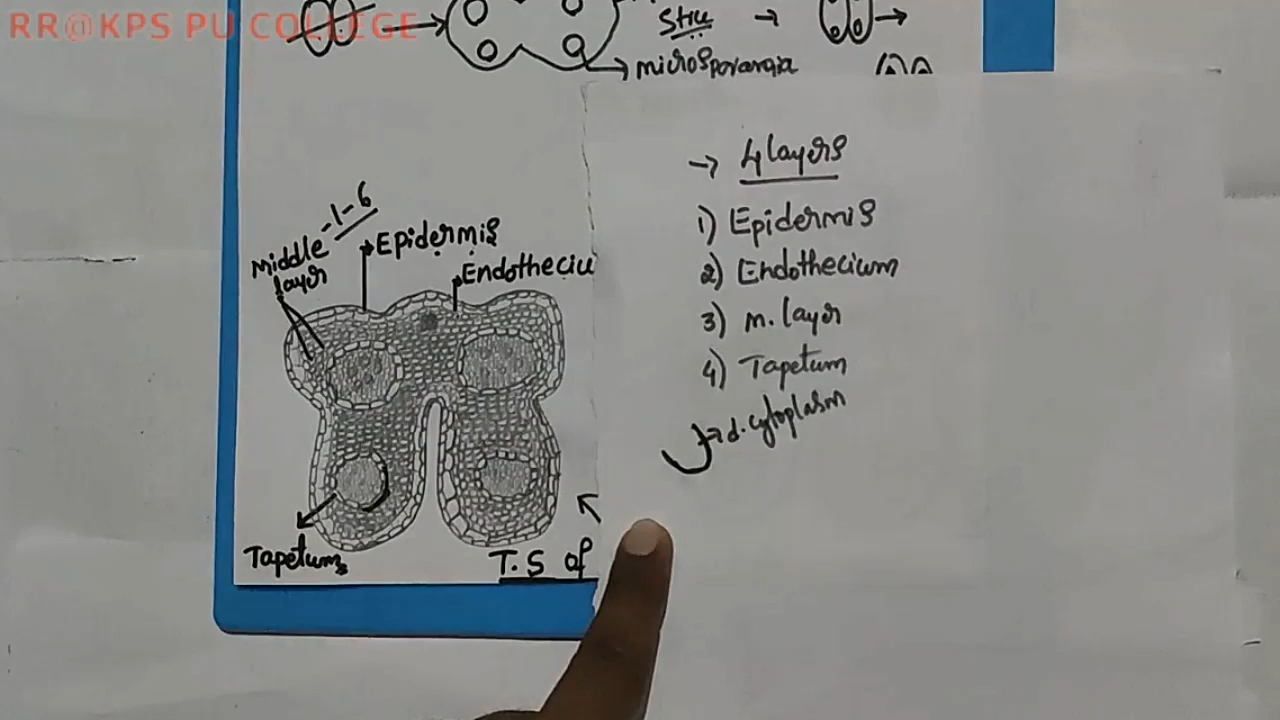 RR@KPS PU COLLEGE
microsporangia
→ 4 layers
1) Epidermis
2) Endothecium
3) m. layer
4) Tapetum
→ d. cytoplasm
Middle -1-6
layer
Epidermis
Endotheciu
Tapetum
T.S of